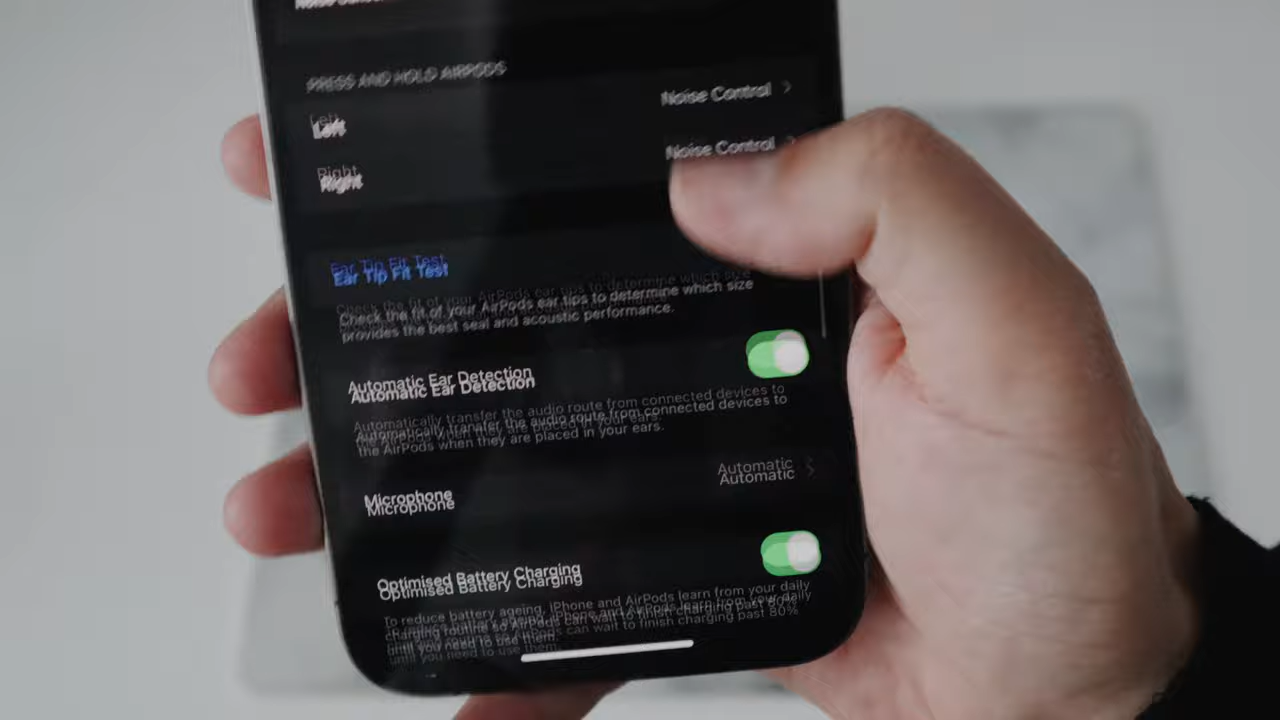 PRESS AND HOLD AIRPODS
Left
Noise Control
Right
Noise Control
Ear Tip Fit Test
Check the fit of your AirPods ear tips to determine which size
provides the best seal and acoustic performance.
Automatic Ear Detection
Automatically transfer the audio route from connected devices to
the AirPods when they are placed in your ears.
Microphone
Automatic
Optimised Battery Charging
To reduce battery ageing, iPhone and AirPods learn from your daily
charging routine so AirPods can wait to finish charging past 80%
until you need to use them.